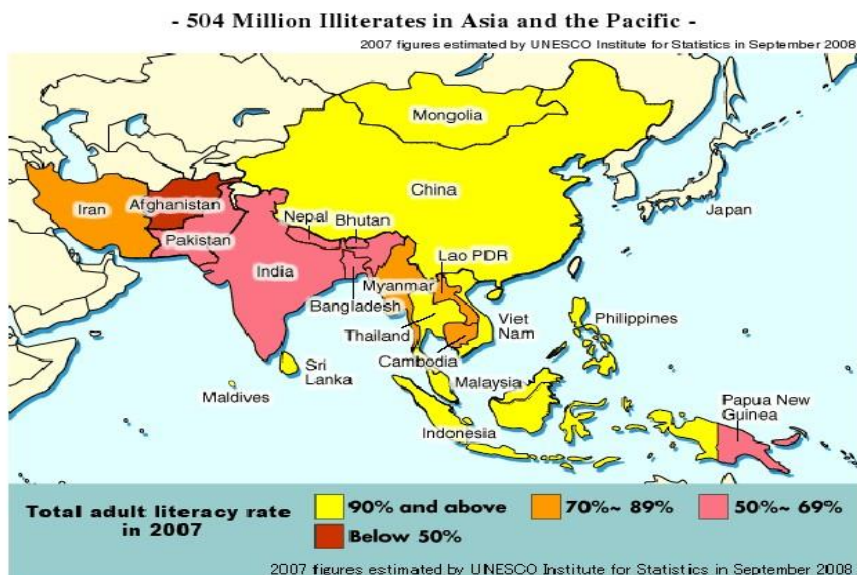 - 504 Million Illiterates in Asia and the Pacific -
2007 figures estimated by UNESCO Institute for Statistics in September 2008
Mongolia
China
Japan
Iran
Afghanistan
Pakistan
Nepal
Bhutan
India
Bangladesh
Myanmar
Lao PDR
Thailand
Viet
Nam
Cambodia
Philippines
Sri
Lanka
Maldives
Malaysia
Indonesia
Papua New
Guinea
Total adult literacy rate
in 2007
90% and above
70%~ 89%
50%~ 69%
Below 50%
2007 figures estimated by UNESCO Institute for Statistics in September 2008